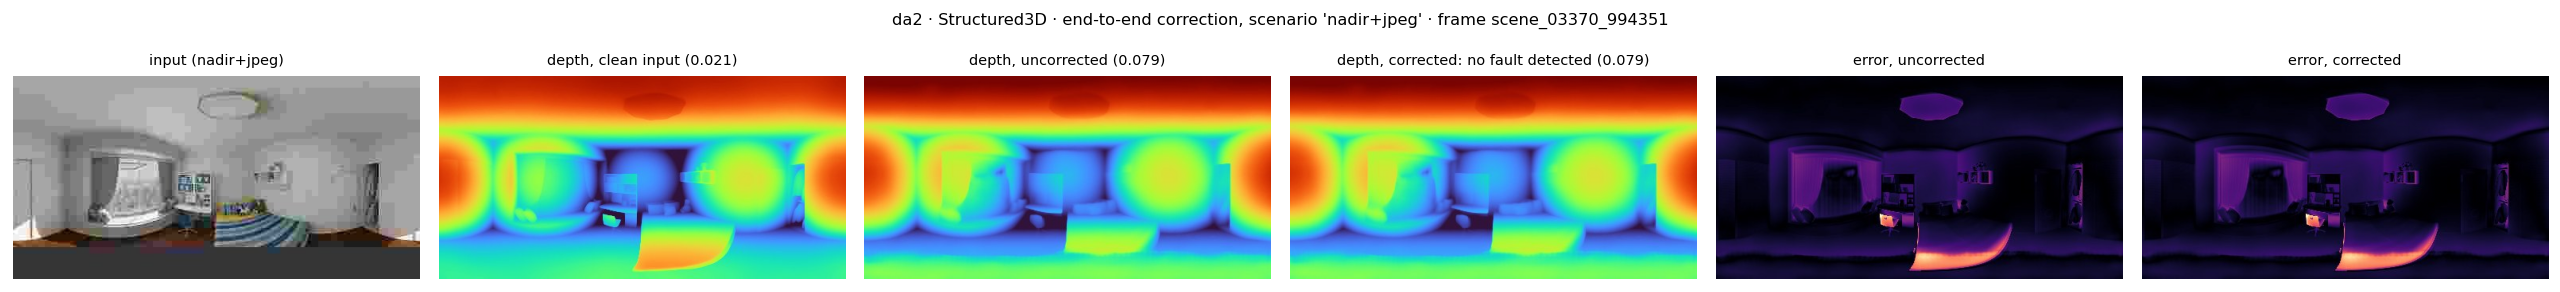 da2 · Structured3D · end-to-end correction, scenario 'nadir+jpeg' · frame scene_03370_994351
input (nadir+jpeg)
depth, clean input (0.021)
depth, uncorrected (0.079)
depth, corrected: no fault detected (0.079)
error, uncorrected
error, corrected